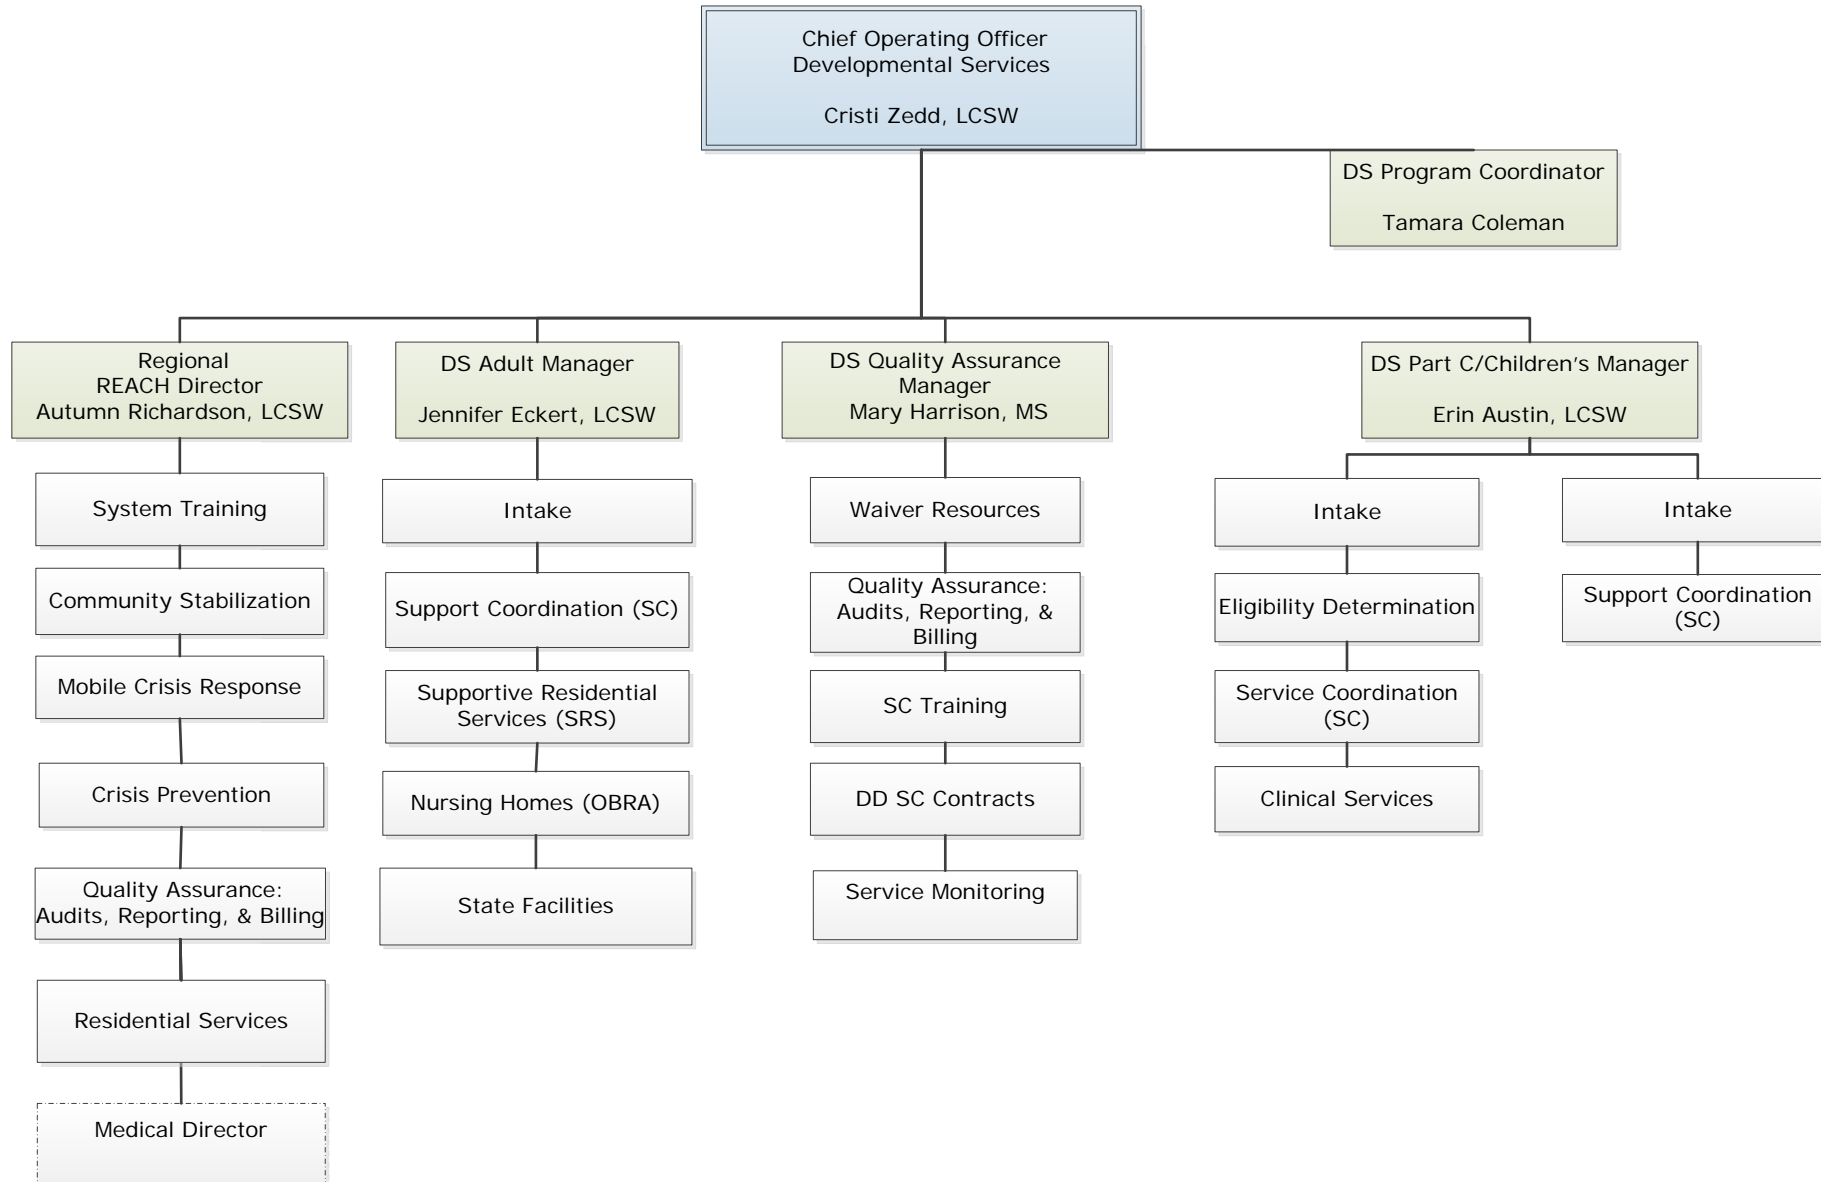 Chief Operating Officer
Developmental Services
Cristi Zedd, LCSW
DS Program Coordinator
Tamara Coleman
Regional
REACH Director
Autumn Richardson, LCSW
DS Adult Manager
Jennifer Eckert, LCSW
DS Quality Assurance
Manager
Mary Harrison, MS
DS Part C/Children's Manager
Erin Austin, LCSW
System Training
Community Stabilization
Mobile Crisis Response
Crisis Prevention
Quality Assurance:
Audits, Reporting, & Billing
Residential Services
Medical Director
Intake
Support Coordination (SC)
Supportive Residential
Services (SRS)
Nursing Homes (OBRA)
State Facilities
Waiver Resources
Quality Assurance:
Audits, Reporting, &
Billing
SC Training
DD SC Contracts
Service Monitoring
Intake
Eligibility Determination
Service Coordination
(SC)
Clinical Services
Intake
Support Coordination
(SC)